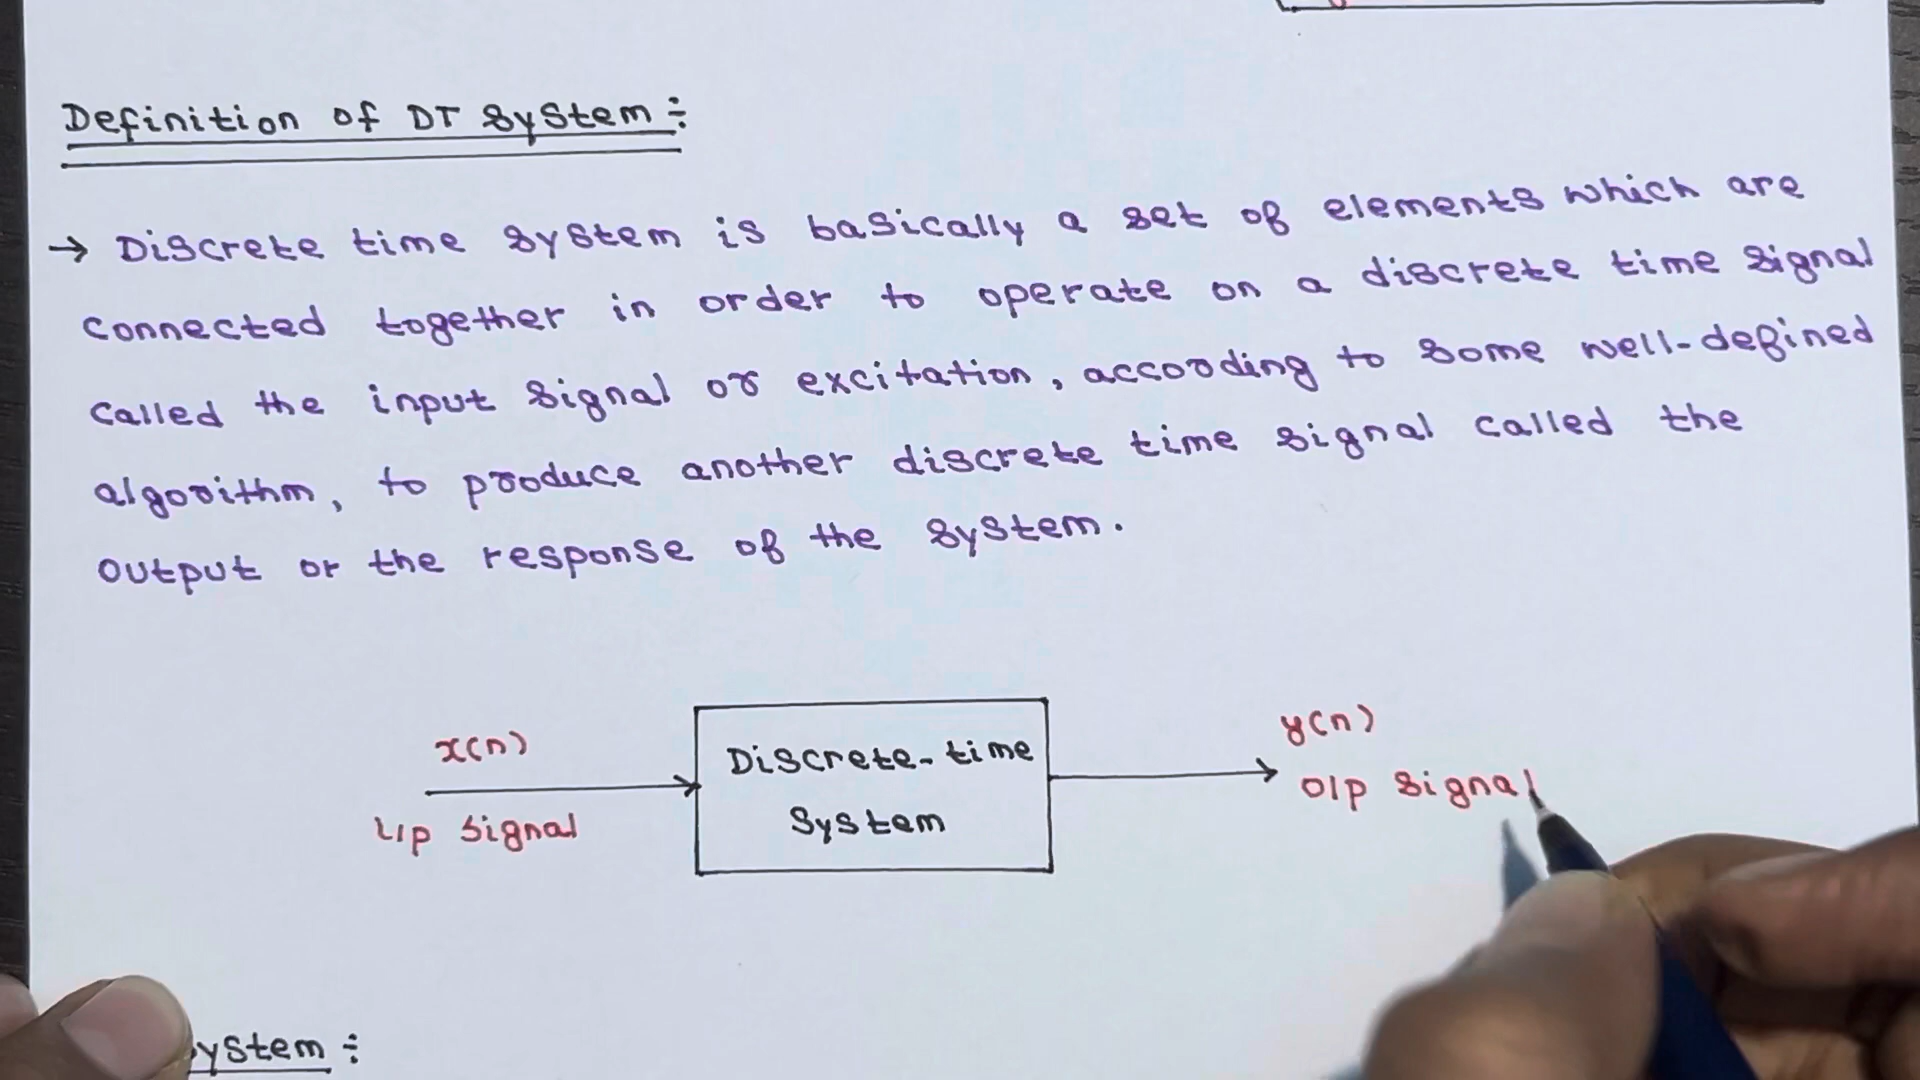 Definition of DT System:
→ Discrete time system is basically a set of elements which are
connected together in order to operate on a discrete time signal
called the input signal or excitation, according to some well-defined
algorithm, to produce another discrete time signal called the
output or the response of the system.
x(n)
I/p signal
Discrete-time
System
y(n)
O/p signal
ystem: